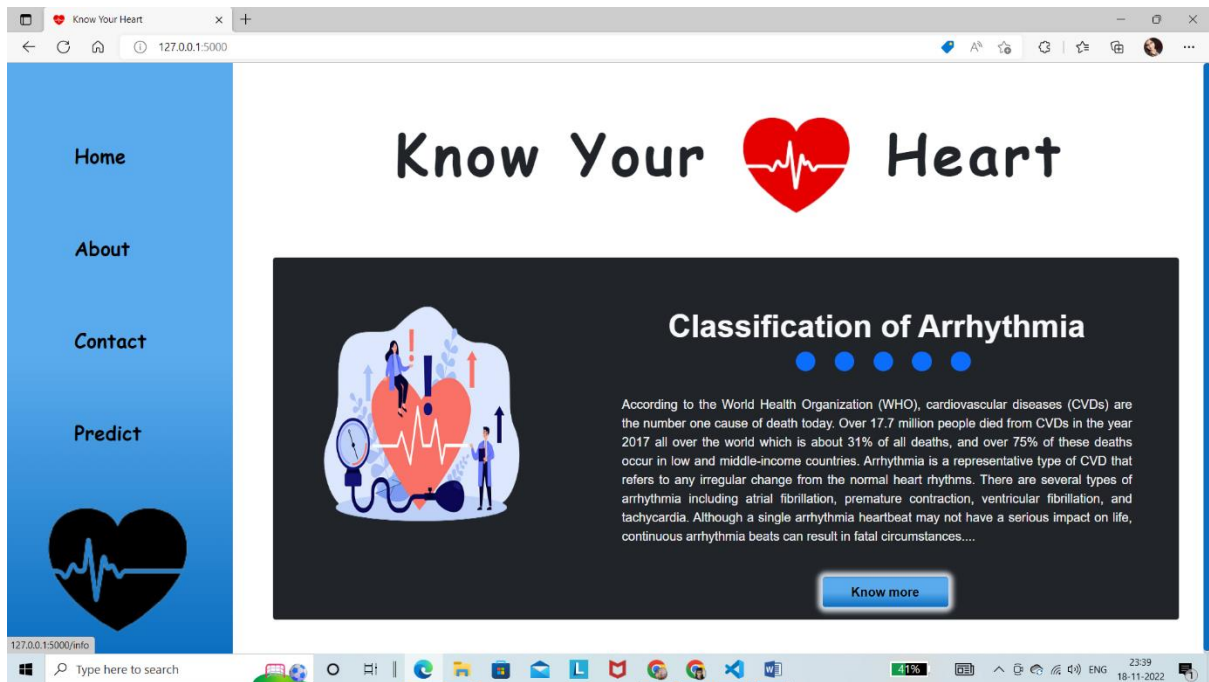 Know Your Heart
127.0.0.1:5000
Home
About
Contact
Predict
Know Your Heart
Classification of Arrhythmia
According to the World Health Organization (WHO), cardiovascular diseases (CVDs) are
the number one cause of death today. Over 17.7 million people died from CVDs in the year
2017 all over the world which is about 31% of all deaths, and over 75% of these deaths
occur in low and middle-income countries. Arrhythmia is a representative type of CVD that
refers to any irregular change from the normal heart rhythms. There are several types of
arrhythmia including atrial fibrillation, premature contraction, ventricular fibrillation, and
tachycardia. Although a single arrhythmia heartbeat may not have a serious impact on life,
continuous arrhythmia beats can result in fatal circumstances....
Know more
127.0.0.1:5000/info
Type here to search
41%
ENG
23:39
18-11-2022